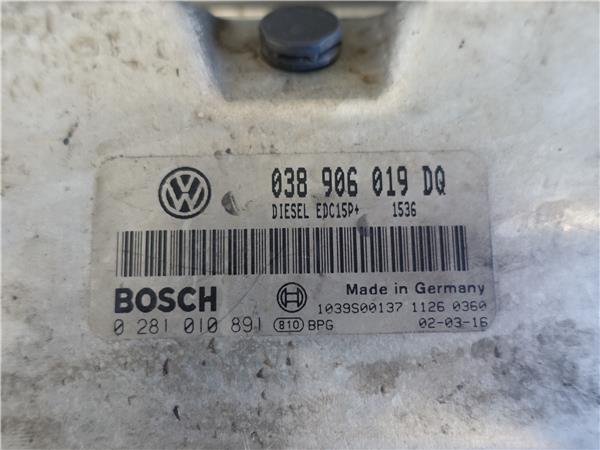 038 906 019 DQ
DIESEL EDC15P+ 1536
BOSCH
Made in Germany
1039S00137 1126 0360
0 281 010 891 810 BPG 02-03-16